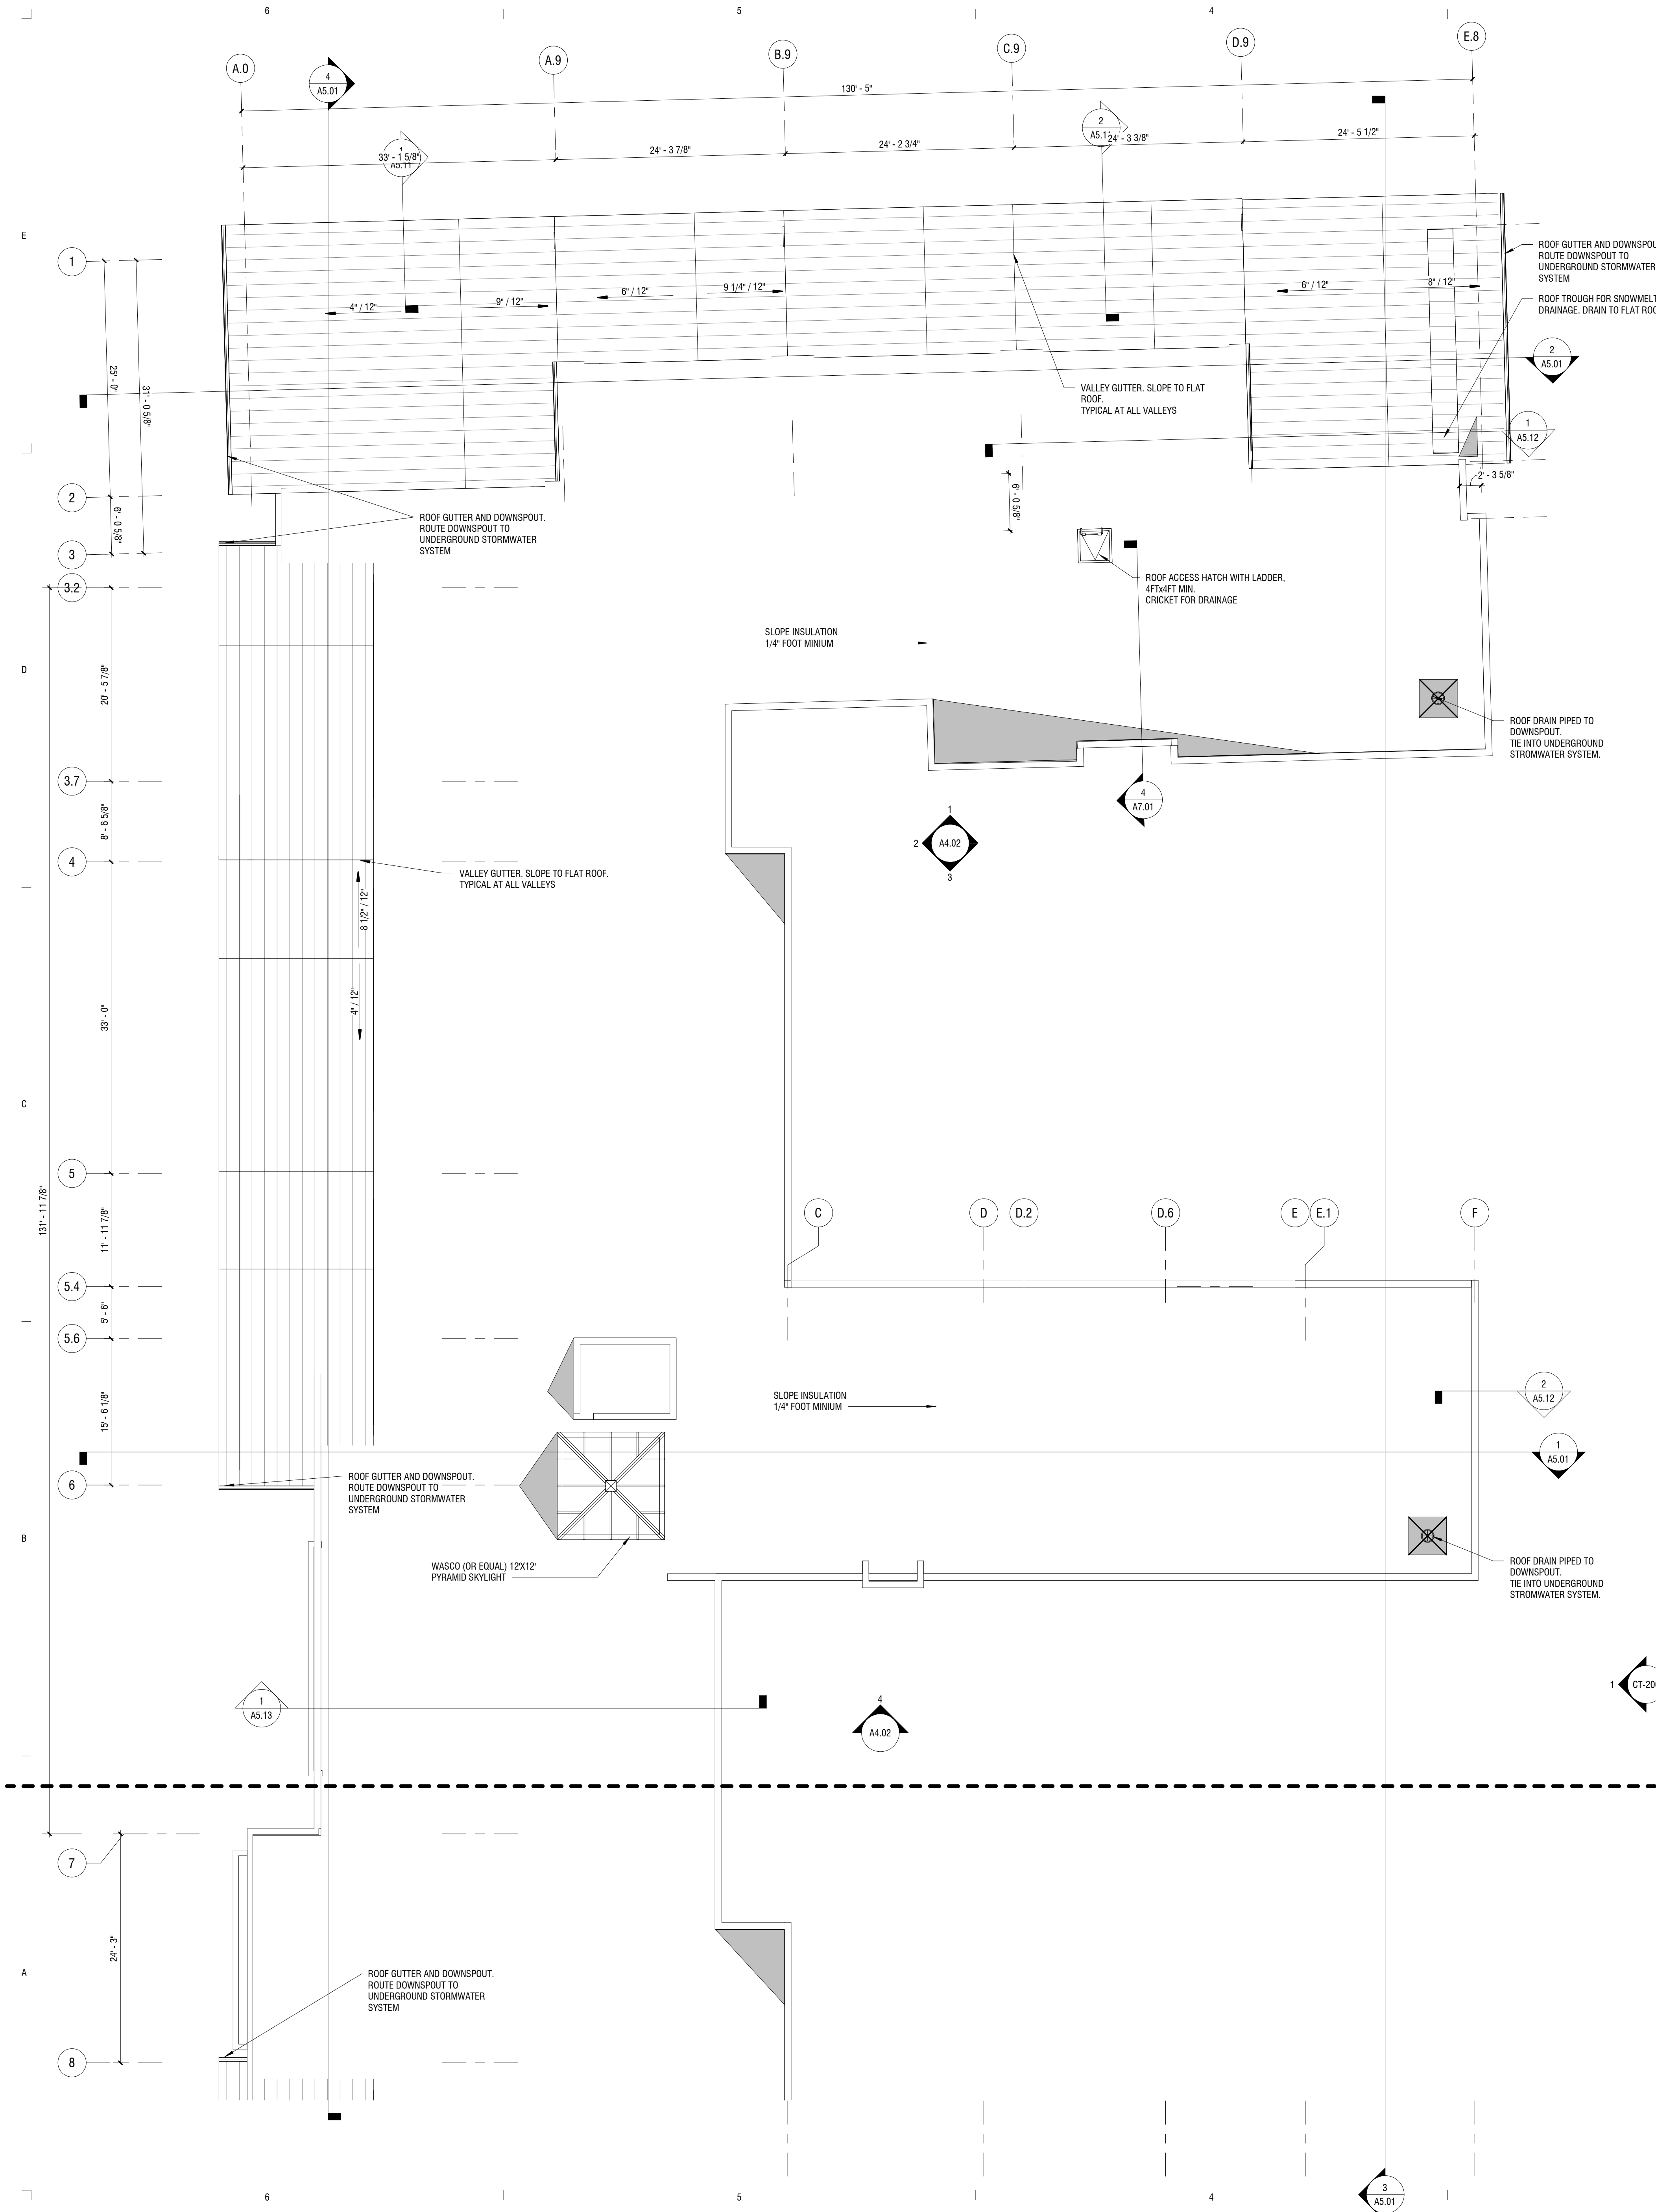 6
5
4
A.0
A.9
B.9
C.9
D.9
E.8
4
A5.01
130' - 5"
1
A5.11
33' - 1 5/8"
24' - 3 7/8"
24' - 2 3/4"
2
24' - 3 3/8"
24' - 5 1/2"
E
1
ROOF GUTTER AND
ROUTE DOWNSPOUT TO
UNDERGROUND STORMWATER
SYSTEM
ROOF TROUGH FOR SNOWMELT
DRAINAGE. DRAIN TO FLAT
4" / 12"
9" / 12"
6" / 12"
9 1/4" / 12"
6" / 12"
8" / 12"
2
A5.01
25' - 0"
31' - 0 5/8"
VALLEY GUTTER. SLOPE TO FLAT
ROOF.
TYPICAL AT ALL VALLEYS
1
A5.12
2' - 3 5/8"
2
6' - 0 5/8"
6' - 0 5/8"
ROOF GUTTER AND DOWNSPOUT.
ROUTE DOWNSPOUT TO
UNDERGROUND STORMWATER
SYSTEM
3
3.2
ROOF ACCESS HATCH WITH LADDER,
4FTx4FT MIN.
CRICKET FOR DRAINAGE
SLOPE INSULATION
1/4" FOOT MINIUM
D
20' - 5 7/8"
ROOF DRAIN PIPED TO
DOWNSPOUT.
TIE INTO UNDERGROUND
STROMWATER SYSTEM.
3.7
8' - 6 5/8"
4
A7.01
1
2
A4.02
3
4
VALLEY GUTTER. SLOPE TO FLAT ROOF.
TYPICAL AT ALL VALLEYS
8 1/2" / 12"
4" / 12"
33' - 0"
C
5
131' - 11 7/8"
11' - 11 7/8"
C
D
D.2
D.6
E
E.1
F
5.4
5' - 6"
5.6
15' - 6 1/8"
SLOPE INSULATION
1/4" FOOT MINIUM
2
A5.12
1
A5.01
6
ROOF GUTTER AND DOWNSPOUT.
ROUTE DOWNSPOUT TO
UNDERGROUND STORMWATER
SYSTEM
B
WASCO (OR EQUAL) 12'X12'
PYRAMID SKYLIGHT
ROOF DRAIN PIPED TO
DOWNSPOUT.
TIE INTO UNDERGROUND
STROMWATER SYSTEM.
1
A5.13
4
A4.02
1
7
24' - 3"
A
ROOF GUTTER AND DOWNSPOUT.
ROUTE DOWNSPOUT TO
UNDERGROUND STORMWATER
SYSTEM
8
3
A5.01
6
5
4